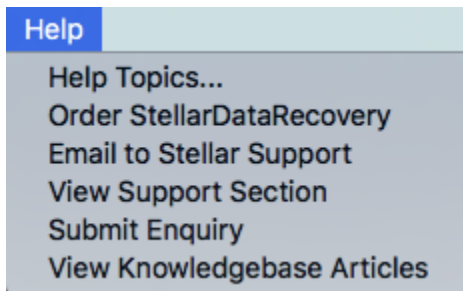 Help
Help Topics...
Order StellarDataRecovery
Email to Stellar Support
View Support Section
Submit Enquiry
View Knowledgebase Articles